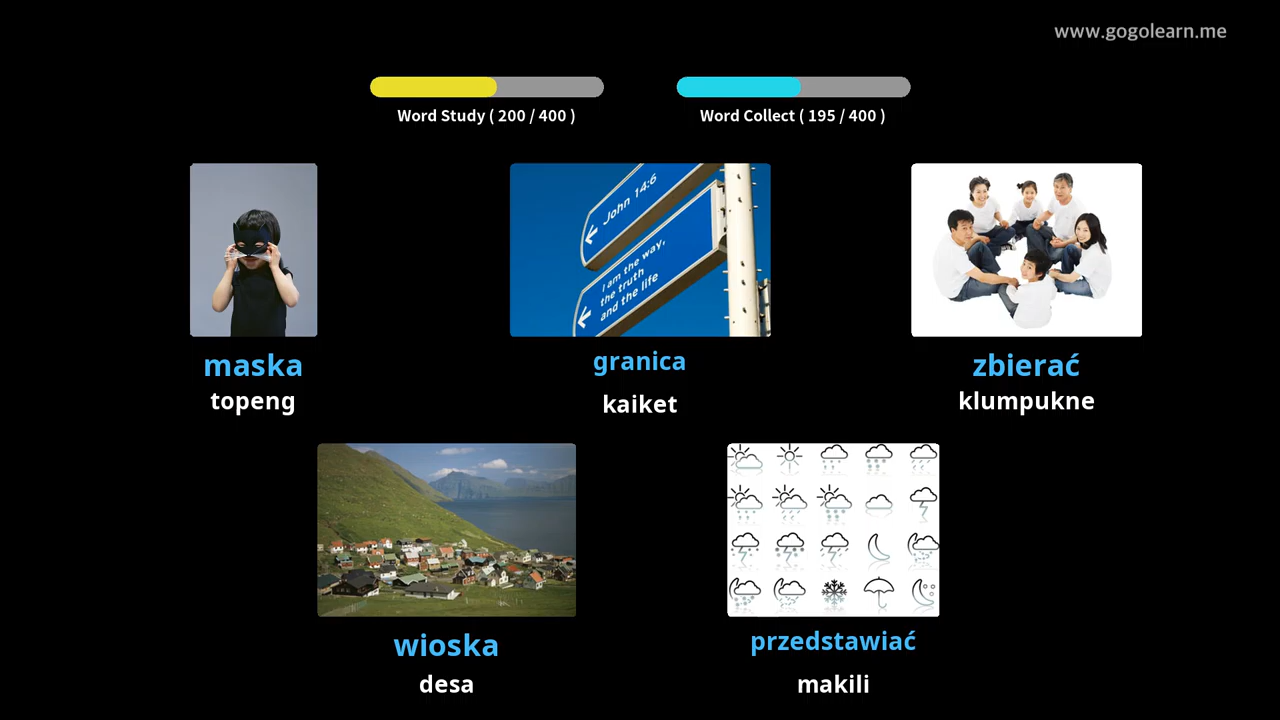 www.gogolearn.me
Word Study ( 200 / 400 )
Word Collect ( 195 / 400 )
John 14:6
I am the way,
the truth
and the life
maska
topeng
granica
kaiket
zbierać
klumpukne
wioska
desa
przedstawiać
makili